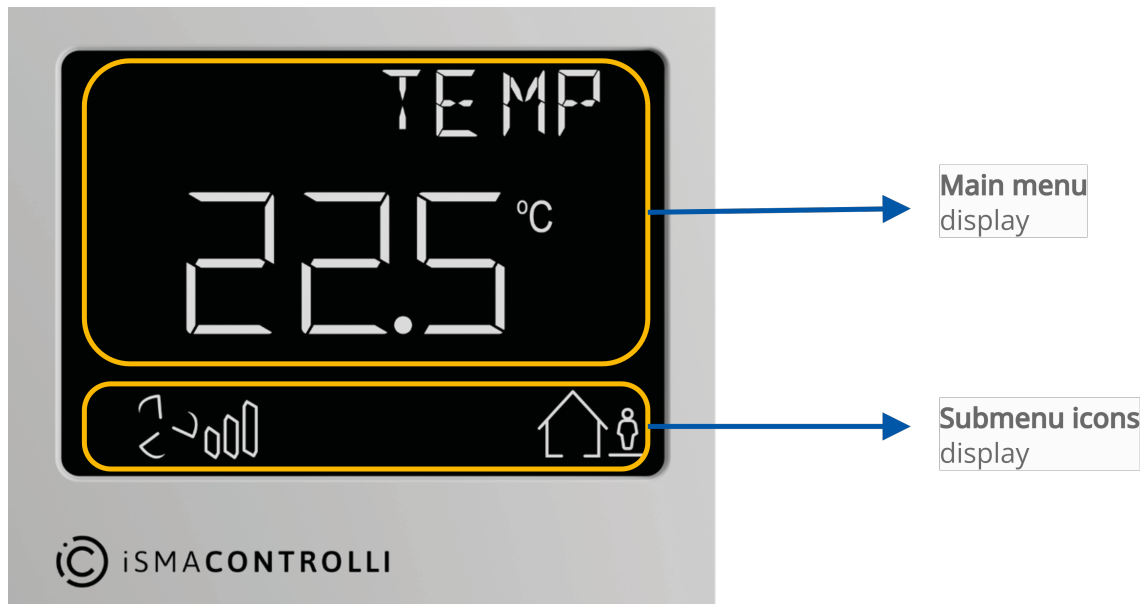 TEMP
22.5 °C
Main menu
display
Submenu icons
display
iSMACONTROLLI